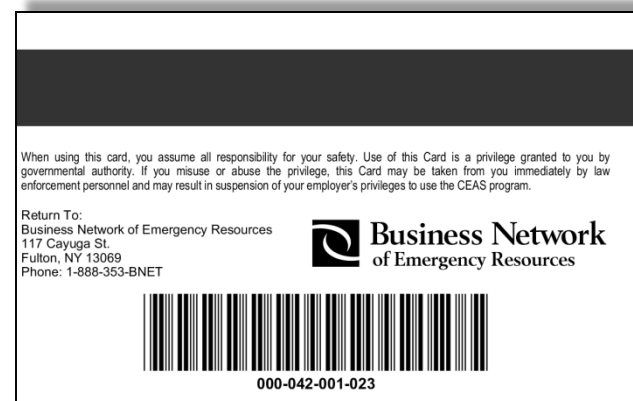 When using this card, you assume all responsibility for your safety. Use of this Card is a privilege granted to you by
governmental authority. If you misuse or abuse the privilege, this Card may be taken from you immediately by law
enforcement personnel and may result in suspension of your employer's privileges to use the CEAS program.
Return To:
Business Network of Emergency Resources
117 Cayuga St.
Fulton, NY 13069
Phone: 1-888-353-BNET
Business Network
of Emergency Resources
000-042-001-023